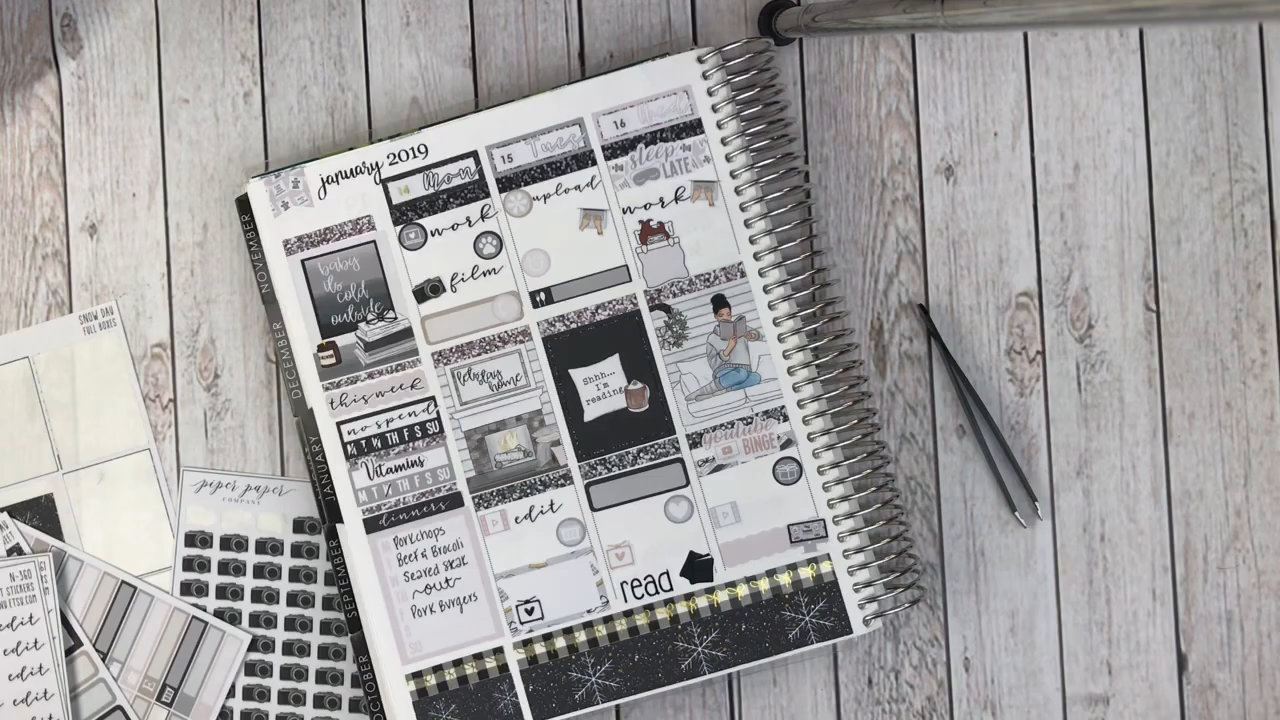 january 2019
14 Mon
15 Tues
16 Wed
NOVEMBER
DECEMBER
JANUARY
SEPTEMBER
OCTOBER
baby
it's
cold
outside
this week
no spend
M T W TH F S SU
Vitamins
M T W TH F S SU
dinners
Porkchops
Beef & Brocoli
Seared Steak
~out~
Pork Burgers
work
film
let's stay
home
edit
upload
Shhh...
I'm
reading
read
sleep
LATE
work
youtube
BINGE
SNOW DAY
FULL BOXES
paper paper
COMPANY
N-360
edit
edit
edit
edit